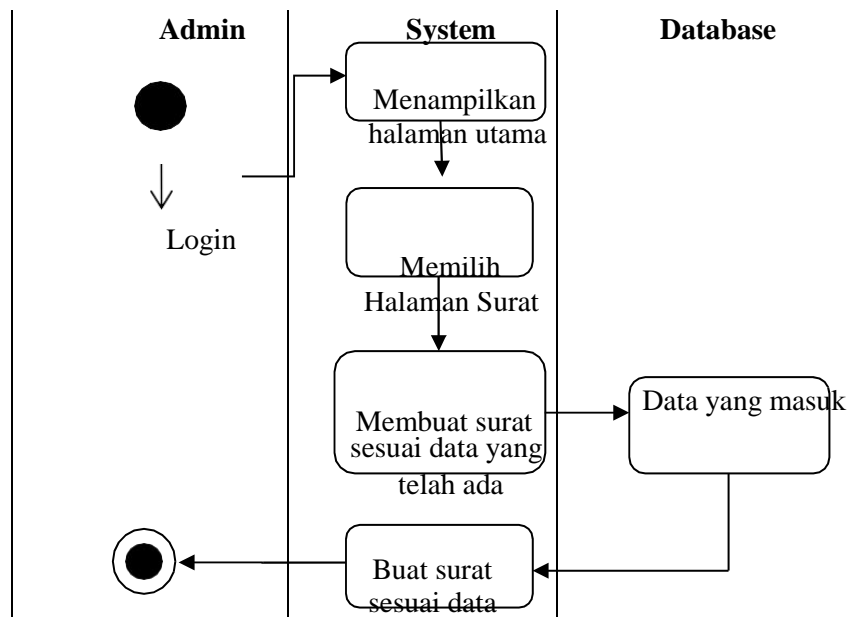 Admin
System
Database
Menampilkan
halaman utama
Login
Memilih
Halaman Surat
Membuat surat
sesuai data yang
telah ada
Data yang masuk
Buat surat
sesuai data